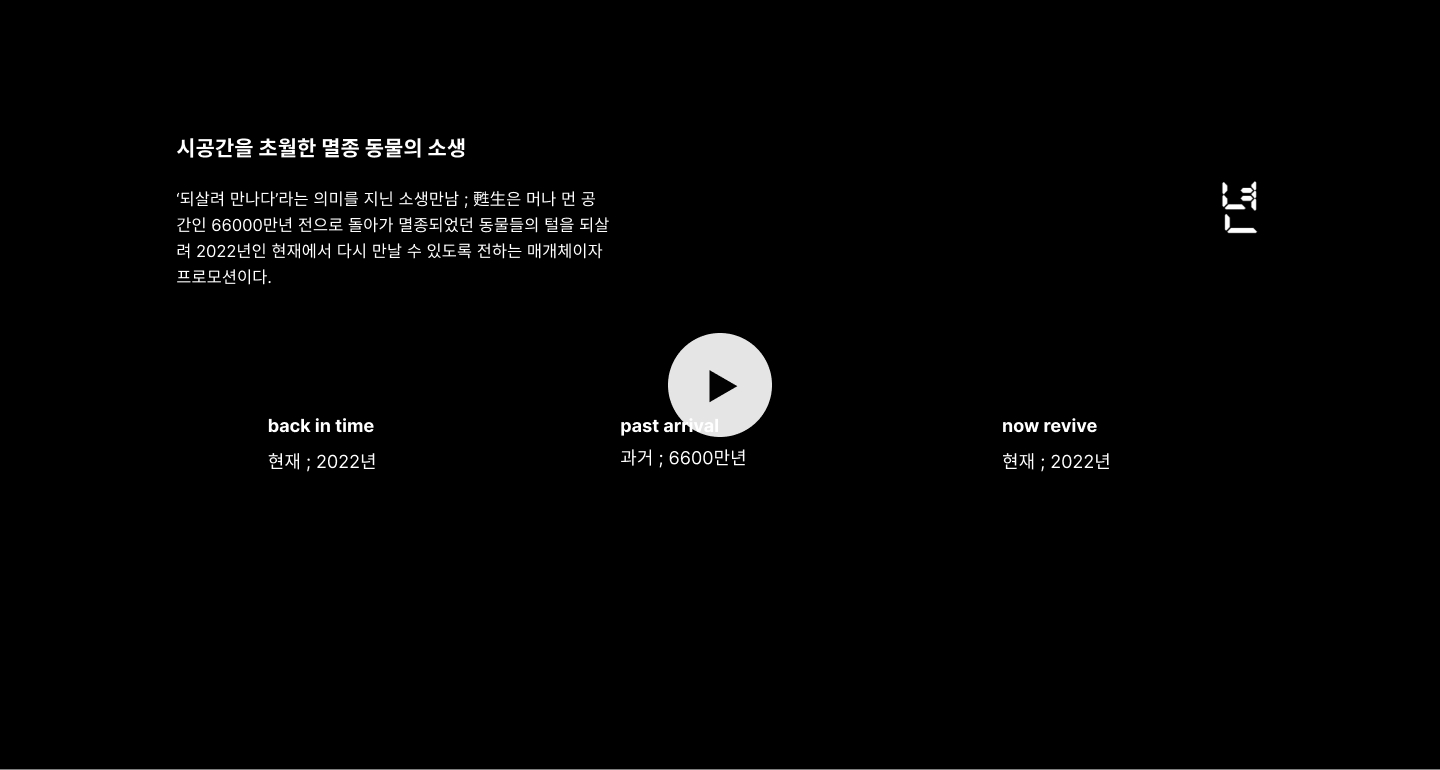 시공간을 초월한 멸종 동물의 소생
‘되살려 만나다’라는 의미를 지닌 소생만남 ; 甦生은 머나 먼 공
간인 66000만년 전으로 돌아가 멸종되었던 동물들의 털을 되살
려 2022년인 현재에서 다시 만날 수 있도록 전하는 매개체이자
프로모션이다.
년
back in time
현재 ; 2022년
past arrival
과거 ; 6600만년
now revive
현재 ; 2022년